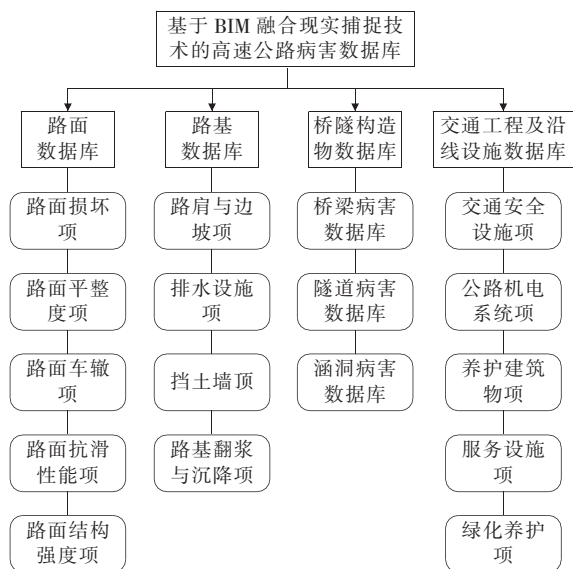 基于 BIM 融合现实捕捉技
术的高速公路病害数据库
路面
数据库
路基
数据库
桥隧构造
物数据库
交通工程及沿
线设施数据库
路面损坏
项
路肩与边
坡项
桥梁病害
数据库
交通安全
设施项
路面平整
度项
排水设施
项
隧道病害
数据库
公路机电
系统项
路面车辙
项
挡土墙顶
涵洞病害
数据库
养护建筑
物项
路面抗滑
性能项
路基翻浆
与沉降项
服务设施
项
路面结构
强度项
绿化养护
项